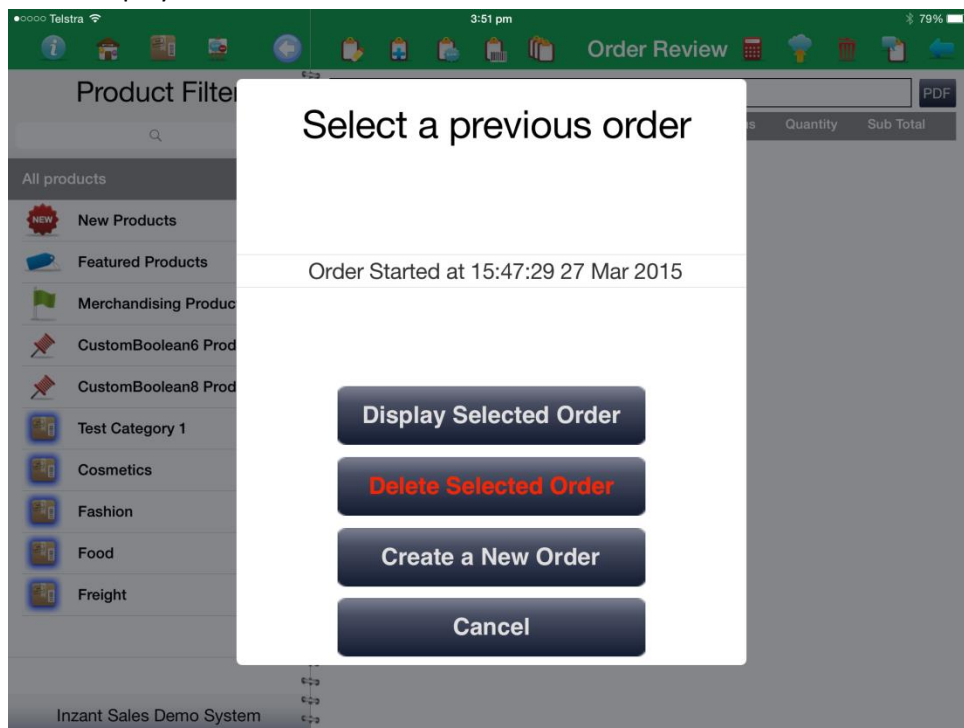 Telstra
3:51 pm
79%
Order Review
Product Filte
PDF
Select a previous order
Quantity
Sub Total
All products
NEW
New Products
Featured Products
Order Started at 15:47:29 27 Mar 2015
Merchandising Produc
CustomBoolean6 Prod
CustomBoolean8 Prod
Display Selected Order
Test Category 1
Cosmetics
Delete Selected Order
Fashion
Food
Create a New Order
Freight
Cancel
Inzant Sales Demo System